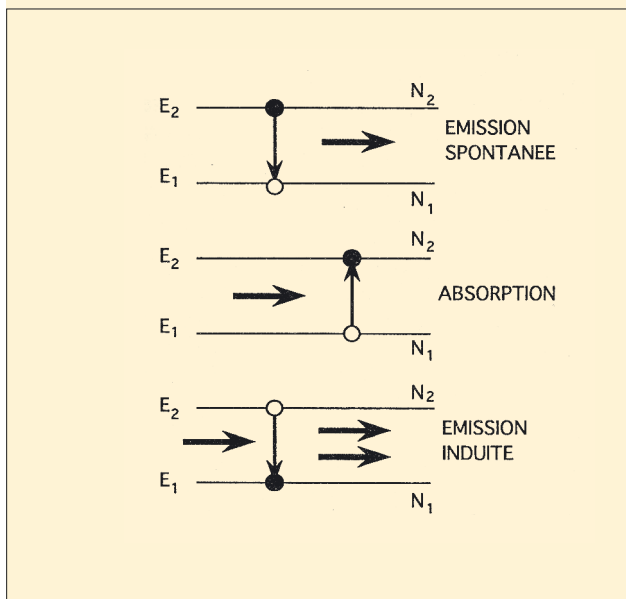 E2 N2
EMISSION
SPONTANEE
E1 N1
E2 N2
ABSORPTION
E1 N1
E2 N2
EMISSION
INDUITE
E1 N1